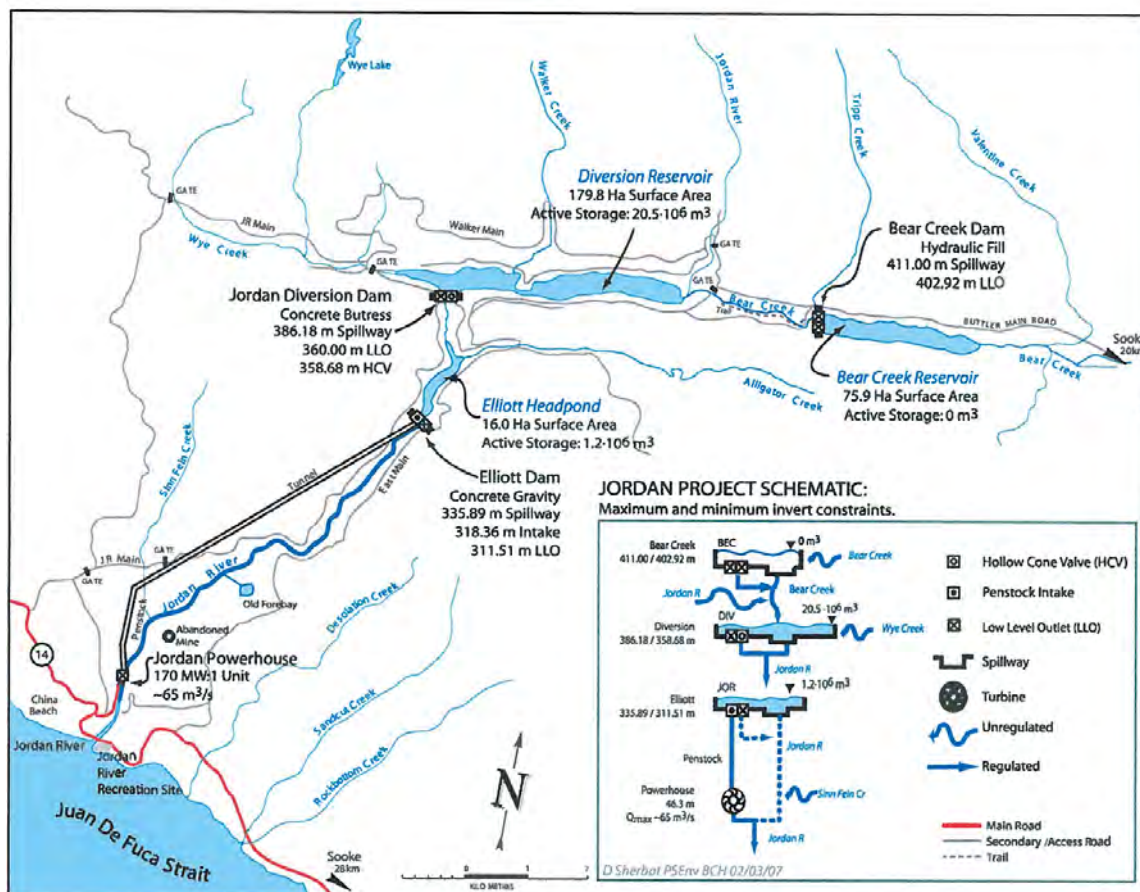 Wye Lake
Walker Creek
Jordan River
Tripp Creek
Valentine Creek
GATE
JR Main
Wye Creek
Walker Main
GATE
Diversion Reservoir
179.8 Ha Surface Area
Active Storage: 20.5·10⁶ m³
GATE
GATE
Bear Creek
Trail
Bear Creek Dam
Hydraulic Fill
411.00 m Spillway
402.92 m LLO
BUTTLER MAIN ROAD
Sooke
20km
Bear Creek
Jordan Diversion Dam
Concrete Butress
386.18 m Spillway
360.00 m LLO
358.68 m HCV
Alligator Creek
Bear Creek Reservoir
75.9 Ha Surface Area
Active Storage: 0 m³
Elliott Headpond
16.0 Ha Surface Area
Active Storage: 1.2·10⁶ m³
Sinn Fein Creek
Tunnel
East Main
Elliott Dam
Concrete Gravity
335.89 m Spillway
318.36 m Intake
311.51 m LLO
JR Main
GATE
GATE
Jordan River
Old Forebay
Penstock
Abandoned
Mine
Desolation Creek
14
Jordan Powerhouse
170 MW:1 Unit
~65 m³/s
China
Beach
Sandcut Creek
Jordan River
Jordan
River
Recreation Site
Rockbottom Creek
Juan De Fuca Strait
Sooke
28km
N
0
1
2
KILO METRES
JORDAN PROJECT SCHEMATIC:
Maximum and minimum invert constraints.
Bear Creek
411.00 / 402.92 m
BEC
0 m³
Bear Creek
Jordan R
Bear Creek
Diversion
386.18 / 358.68 m
DIV
20.5·10⁶ m³
Wye Creek
Jordan R
Elliott
335.89 / 311.51 m
JOR
1.2·10⁶ m³
Jordan R
Penstock
Powerhouse
46.3 m
Qmax ~65 m³/s
Sinn Fein Cr
Jordan R
D Sherbot PSEnv BCH 02/03/07
Hollow Cone Valve (HCV)
Penstock Intake
Low Level Outlet (LLO)
Spillway
Turbine
Unregulated
Regulated
Main Road
Secondary /Access Road
Trail